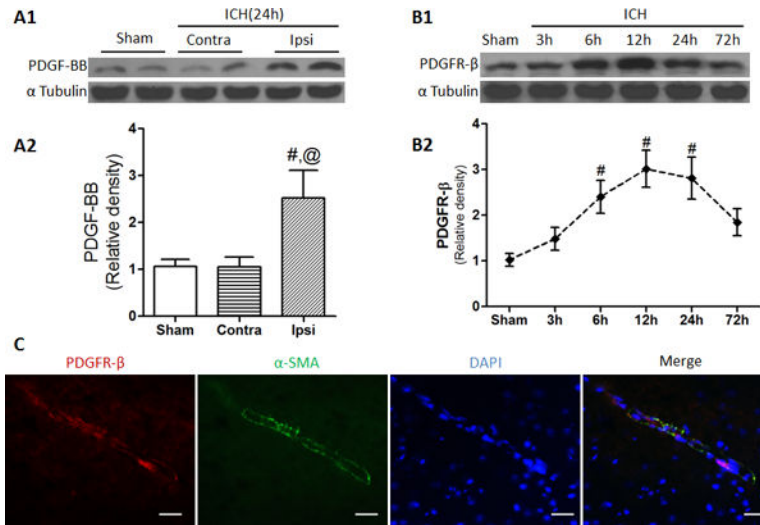 A1
ICH(24h)
Sham Contra Ipsi
PDGF-BB
α Tubulin
B1
ICH
Sham 3h 6h 12h 24h 72h
PDGFR-β
α Tubulin
A2
PDGF-BB
(Relative density)
4
3
2
1
0
#,@
Sham Contra Ipsi
B2
PDGFR-β
(Relative density)
4
3
2
1
0
# # #
Sham 3h 6h 12h 24h 72h
C
PDGFR-β α-SMA DAPI Merge